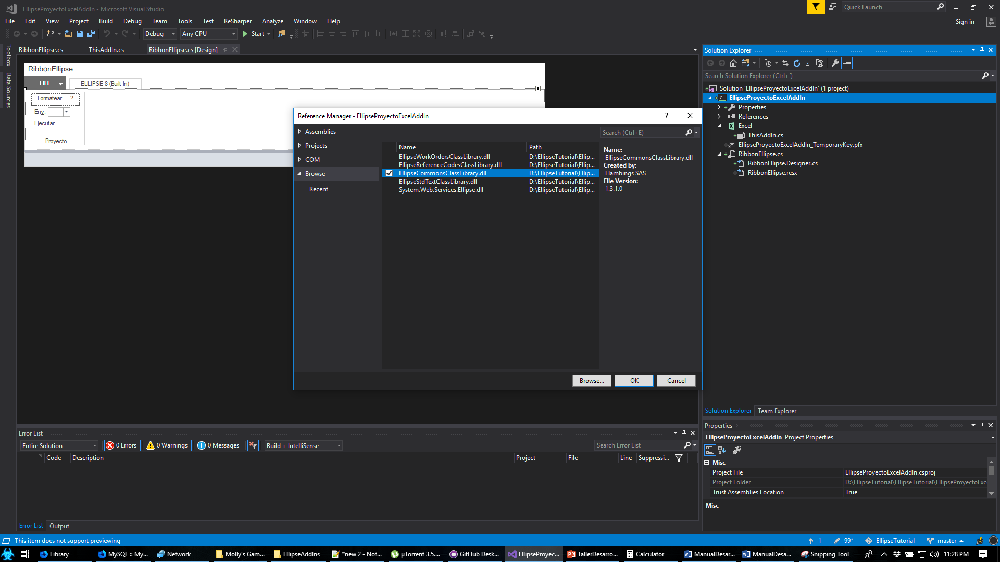 EllipseProyectoExcelAddIn - Microsoft Visual Studio
Quick Launch
File Edit View Project Build Debug Team Tools Test ReSharper Analyze Window Help
Sign in
Debug Any CPU Start
Toolbox
Data Sources
RibbonEllipse.cs ThisAddIn.cs RibbonEllipse.cs [Design]
RibbonEllipse
FILE ELLIPSE 8 (Built-In)
Formatear ?
Env.
Ejecutar
Proyecto
Reference Manager - EllipseProyectoExcelAddIn
?
Assemblies
Projects
COM
Browse
Recent
Search (Ctrl+E)
Name Path
EllipseWorkOrdersClassLibrary.dll D:\EllipseTutorial\Ellip...
EllipseReferenceCodesClassLibrary.dll D:\EllipseTutorial\Ellip...
EllipseCommonsClassLibrary.dll D:\EllipseTutorial\Ellip...
EllipseStdTextClassLibrary.dll D:\EllipseTutorial\Ellip...
System.Web.Services.Ellipse.dll D:\EllipseTutorial\Ellip...
Name:
EllipseCommonsClassLibrary.dll
Created by:
Hambings SAS
File Version:
1.3.1.0
Browse... OK Cancel
Solution Explorer
Search Solution Explorer (Ctrl+´)
Solution 'EllipseProyectoExcelAddIn' (1 project)
EllipseProyectoExcelAddIn
Properties
References
Excel
ThisAddIn.cs
EllipseProyectoExcelAddIn_TemporaryKey.pfx
RibbonEllipse.cs
RibbonEllipse.Designer.cs
RibbonEllipse.resx
Solution Explorer Team Explorer
Properties
EllipseProyectoExcelAddIn Project Properties
Misc
Project File EllipseProyectoExcelAddIn.csproj
Project Folder D:\EllipseTutorial\EllipseTutorial\EllipseProyectoExc
Trust Assemblies Location True
Misc
Error List
Entire Solution 0 Errors 0 Warnings 0 Messages Build + IntelliSense
Search Error List
Code Description Project File Line Suppressi...
Error List Output
This item does not support previewing
1 99* EllipseTutorial master
Library MySQL :: My... Network Molly's Gam... EllipseAddIns *new 2 - Not... µTorrent 3.5.... GitHub Desk... EllipseProyec... TallerDesarro... Calculator ManualDesar... ManualDesa... Snipping Tool 11:28 PM